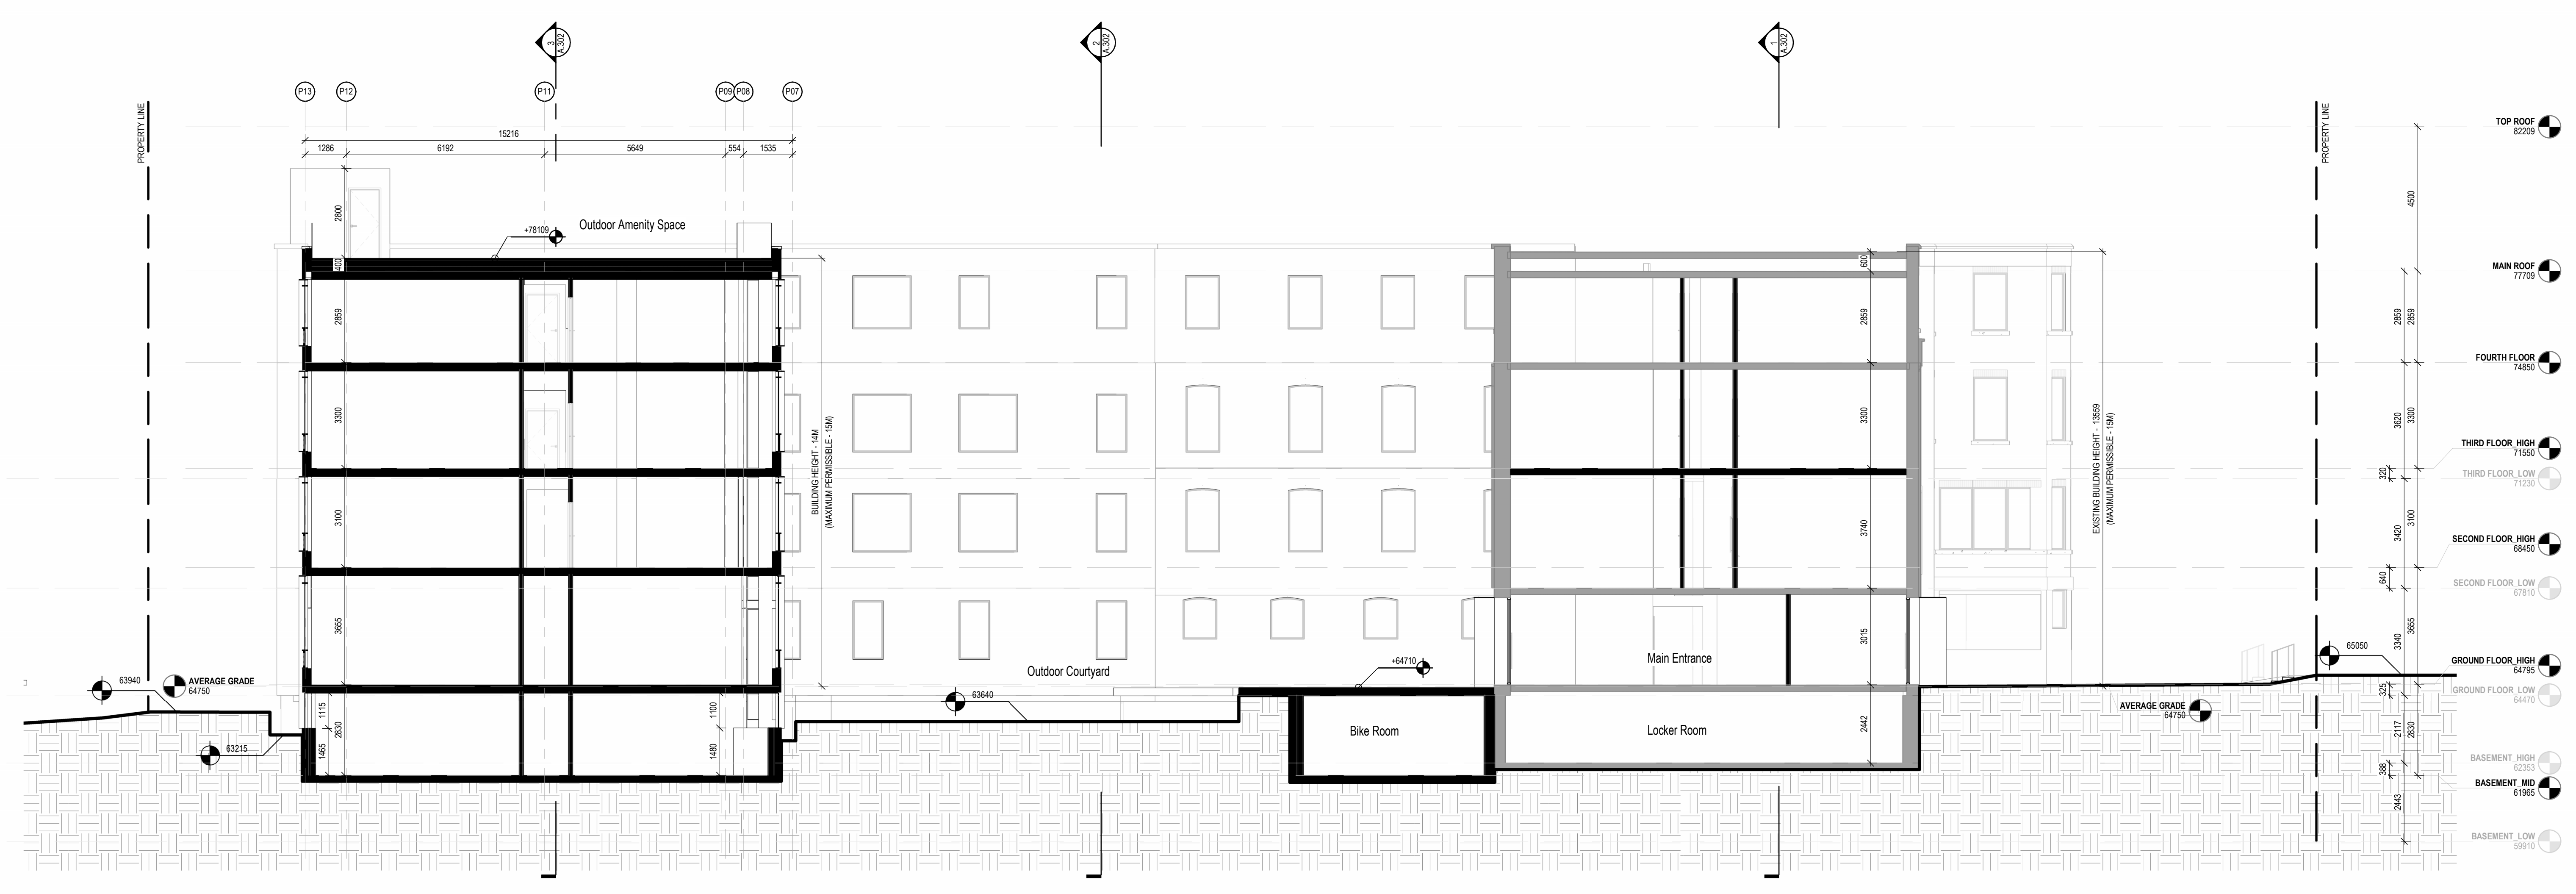 3
A.302
2
A.302
1
A.302
P13
P12
P11
P09
P08
P07
PROPERTY LINE
PROPERTY LINE
15216
1286
6192
5649
554
1535
TOP ROOF
82209
2800
4500
Outdoor Amenity Space
+78109
400
600
MAIN ROOF
77709
2859
2859
2859
2859
FOURTH FLOOR
74850
3300
3300
3620
3300
BUILDING HEIGHT - 14M
(MAXIMUM PERMISSIBLE - 15M)
EXISTING BUILDING HEIGHT - 13559
(MAXIMUM PERMISSIBLE - 15M)
THIRD FLOOR_HIGH
71550
320
THIRD FLOOR_LOW
71230
3100
3740
3420
3100
SECOND FLOOR_HIGH
68450
640
SECOND FLOOR_LOW
67810
3655
3015
3340
3655
Main Entrance
65050
GROUND FLOOR_HIGH
64795
+64710
Outdoor Courtyard
63940
AVERAGE GRADE
64750
63640
325
GROUND FLOOR_LOW
64470
1115
1100
AVERAGE GRADE
64750
2830
Bike Room
Locker Room
2442
2117
2830
63215
1465
1480
BASEMENT_HIGH
62353
388
BASEMENT_MID
61965
2443
BASEMENT_LOW
59910